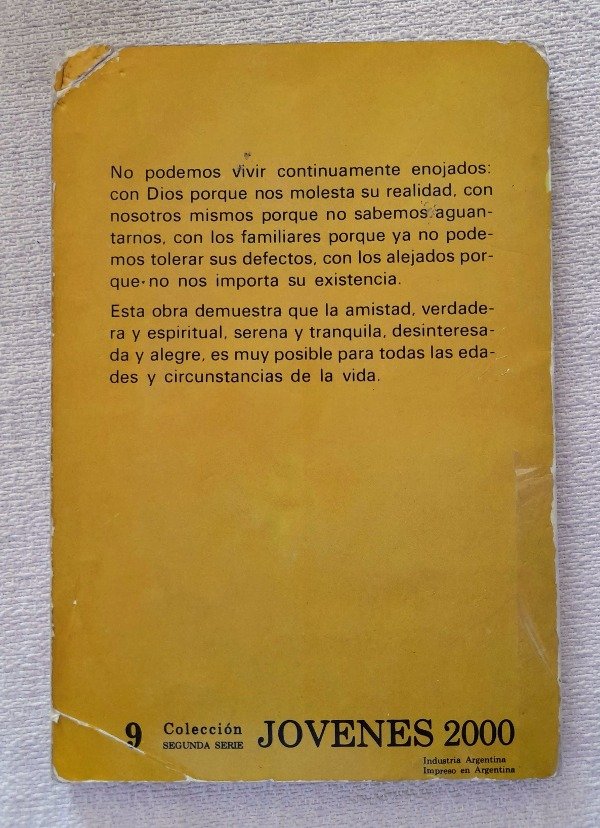 No podemos vivir continuamente enojados:
con Dios porque nos molesta su realidad, con
nosotros mismos porque no sabemos aguan-
tarnos, con los familiares porque ya no pode-
mos tolerar sus defectos, con los alejados por-
que no nos importa su existencia.
Esta obra demuestra que la amistad, verdade-
ra y espiritual, serena y tranquila, desinteresa-
da y alegre, es muy posible para todas las eda-
des y circunstancias de la vida.
9 Colección JOVENES 2000
SEGUNDA SERIE
Industria Argentina
Impreso en Argentina